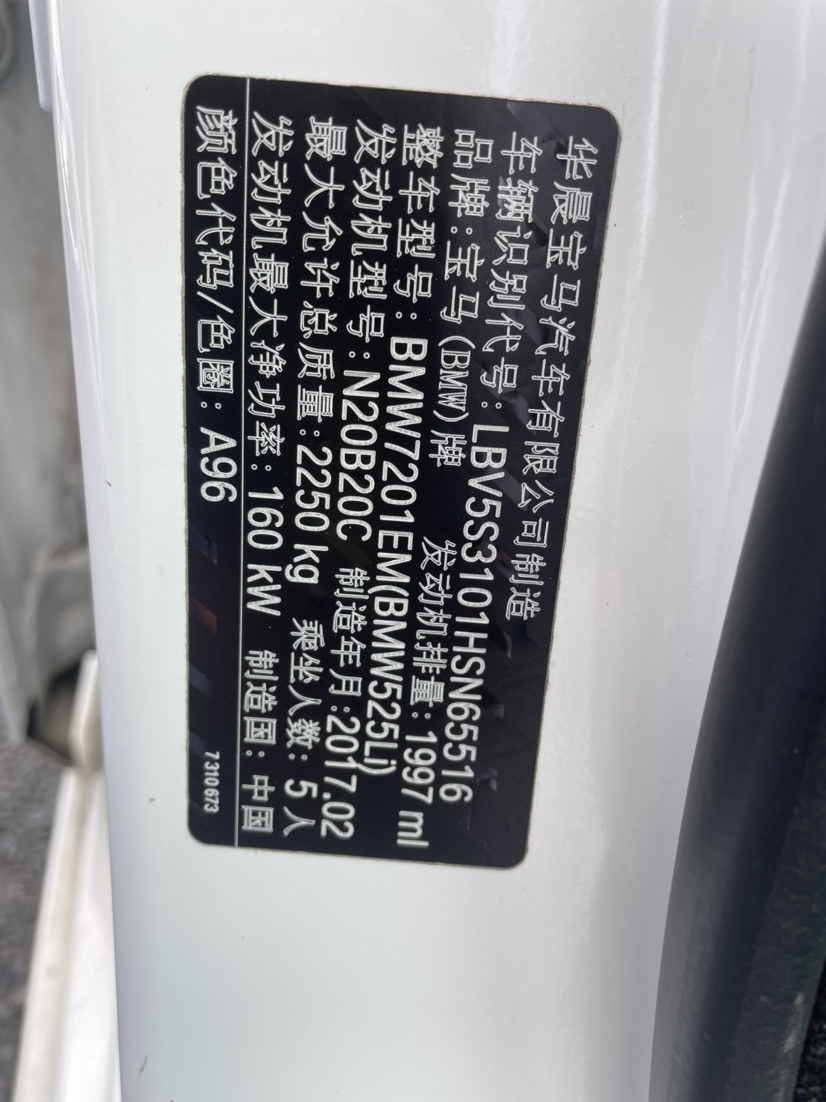 华晨宝马汽车有限公司制造
车辆识别代号：LBV5S3101HSN65516
品牌：宝马(BMW)牌 发动机排量：1997 ml
整车型号：BMW7201EM(BMW525Li)
发动机型号：N20B20C 制造年月：2017.02
最大允许总质量：2250 kg 乘坐人数：5人
发动机最大净功率：160 kW 制造国：中国
颜色代码/色圈：A96 7 310 673